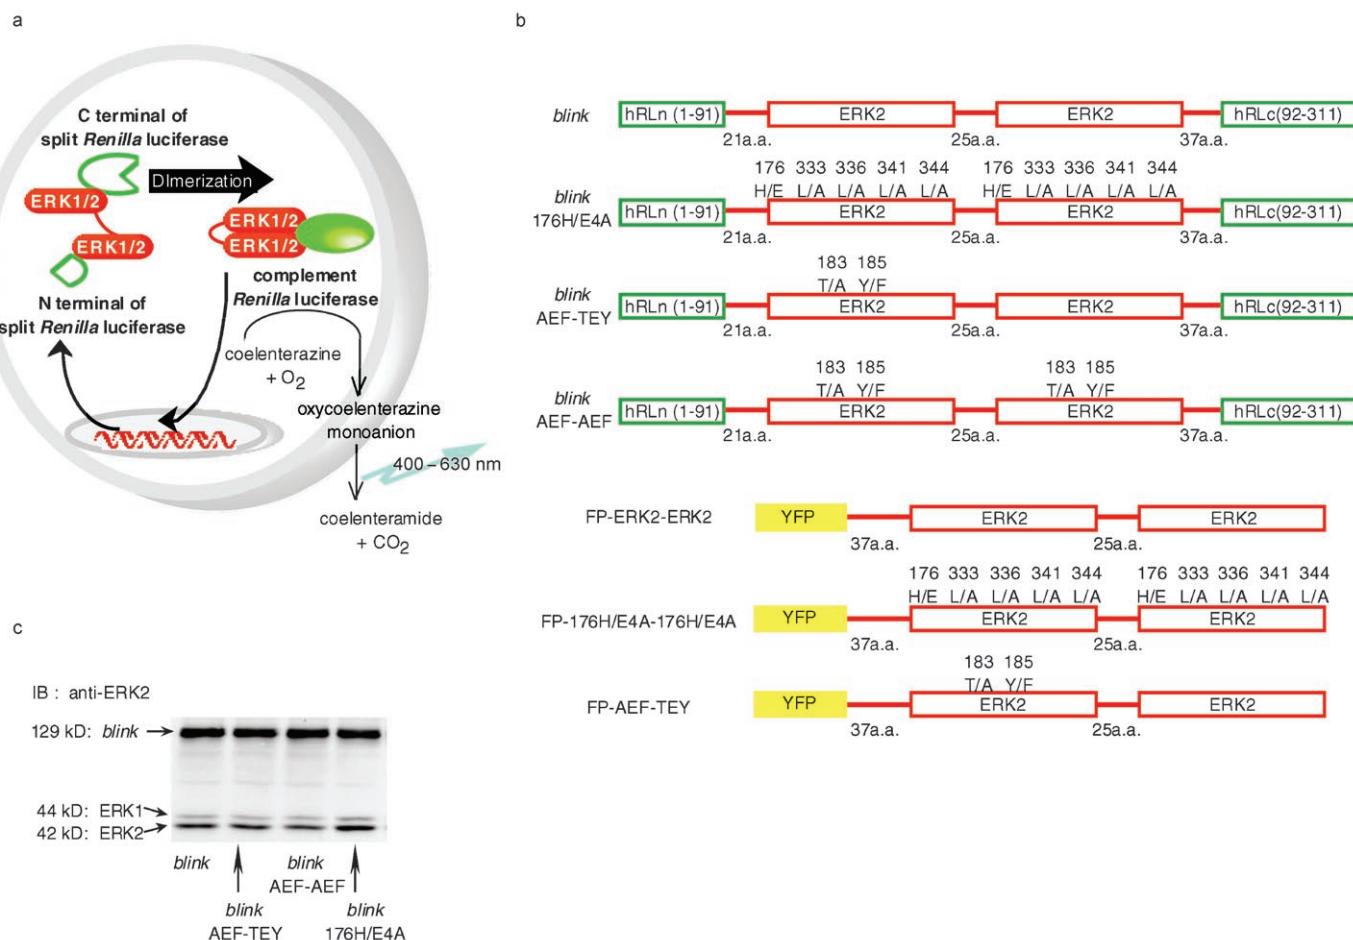 a
C terminal of
split Renilla luciferase
DImerization
ERK1/2
ERK1/2
ERK1/2
ERK1/2
complement
Renilla luciferase
N terminal of
split Renilla luciferase
coelenterazine
+ O2
oxycoelenterazine
monoanion
400 – 630 nm
coelenteramide
+ CO2
b
blink
hRLn (1-91) ERK2 ERK2 hRLc(92-311)
21a.a. 25a.a. 37a.a.
176 333 336 341 344 176 333 336 341 344
H/E L/A L/A L/A L/A H/E L/A L/A L/A L/A
blink
176H/E4A
hRLn (1-91) ERK2 ERK2 hRLc(92-311)
21a.a. 25a.a. 37a.a.
183 185
T/A Y/F
blink
AEF-TEY
hRLn (1-91) ERK2 ERK2 hRLc(92-311)
21a.a. 25a.a. 37a.a.
183 185 183 185
T/A Y/F T/A Y/F
blink
AEF-AEF
hRLn (1-91) ERK2 ERK2 hRLc(92-311)
21a.a. 25a.a. 37a.a.
FP-ERK2-ERK2 YFP ERK2 ERK2
37a.a. 25a.a.
176 333 336 341 344 176 333 336 341 344
H/E L/A L/A L/A L/A H/E L/A L/A L/A L/A
FP-176H/E4A-176H/E4A YFP ERK2 ERK2
37a.a. 25a.a.
183 185
T/A Y/F
FP-AEF-TEY YFP ERK2 ERK2
37a.a. 25a.a.
c
IB : anti-ERK2
129 kD: blink
44 kD: ERK1
42 kD: ERK2
blink
blink
AEF-TEY
blink
AEF-AEF
blink
176H/E4A